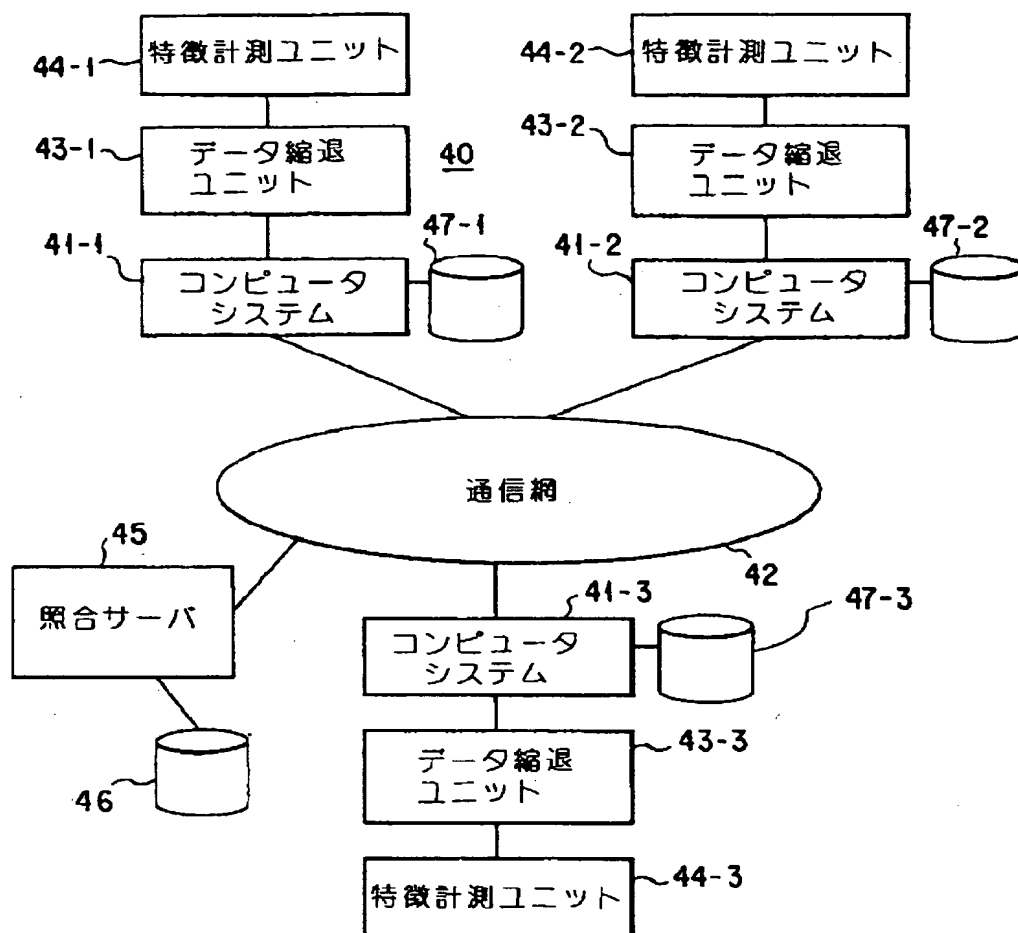 44-1
特徴計測ユニット
44-2
特徴計測ユニット
43-1
データ縮退
ユニット
40
43-2
データ縮退
ユニット
41-1
コンピュータ
システム
47-1
41-2
コンピュータ
システム
47-2
通信網
42
45
照合サーバ
46
41-3
コンピュータ
システム
47-3
データ縮退
ユニット
43-3
特徴計測ユニット
44-3